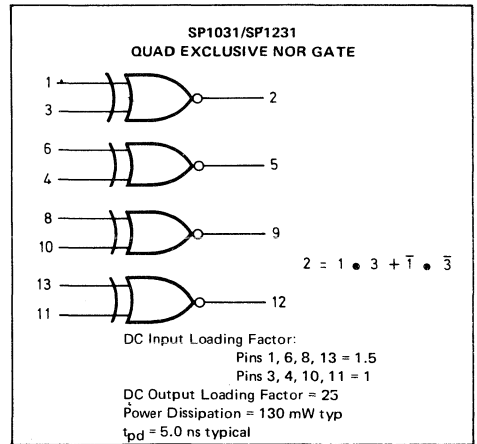 SP1031/SP1231
QUAD EXCLUSIVE NOR GATE
1
3
2
6
4
5
8
10
9
2 = 1 ● 3 + 1̅ ● 3̅
13
11
12
DC Input Loading Factor:
Pins 1, 6, 8, 13 = 1.5
Pins 3, 4, 10, 11 = 1
DC Output Loading Factor = 25
Power Dissipation = 130 mW typ
tpd = 5.0 ns typical